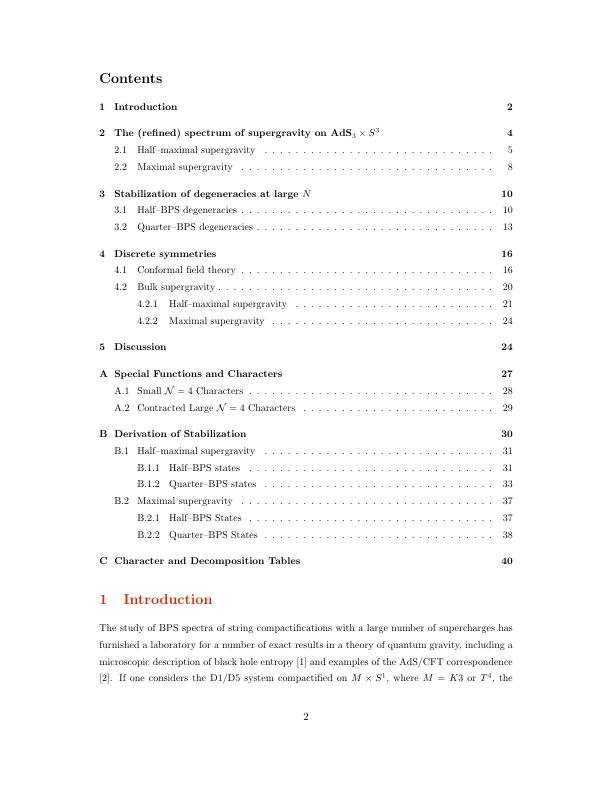 Contents
1 Introduction 2
2 The (refined) spectrum of supergravity on AdS₃ × S³ 4
2.1 Half–maximal supergravity . . . . . . . . . . . . . . . . . . . . . . . . . . . . . . 5
2.2 Maximal supergravity . . . . . . . . . . . . . . . . . . . . . . . . . . . . . . . . . 8
3 Stabilization of degeneracies at large N 10
3.1 Half–BPS degeneracies . . . . . . . . . . . . . . . . . . . . . . . . . . . . . . . . . 10
3.2 Quarter–BPS degeneracies . . . . . . . . . . . . . . . . . . . . . . . . . . . . . . . 13
4 Discrete symmetries 16
4.1 Conformal field theory . . . . . . . . . . . . . . . . . . . . . . . . . . . . . . . . . 16
4.2 Bulk supergravity . . . . . . . . . . . . . . . . . . . . . . . . . . . . . . . . . . . . 20
4.2.1 Half–maximal supergravity . . . . . . . . . . . . . . . . . . . . . . . . . . 21
4.2.2 Maximal supergravity . . . . . . . . . . . . . . . . . . . . . . . . . . . . . 24
5 Discussion 24
A Special Functions and Characters 27
A.1 Small 𝒩 = 4 Characters . . . . . . . . . . . . . . . . . . . . . . . . . . . . . . . . 28
A.2 Contracted Large 𝒩 = 4 Characters . . . . . . . . . . . . . . . . . . . . . . . . . 29
B Derivation of Stabilization 30
B.1 Half–maximal supergravity . . . . . . . . . . . . . . . . . . . . . . . . . . . . . . 31
B.1.1 Half–BPS states . . . . . . . . . . . . . . . . . . . . . . . . . . . . . . . . 31
B.1.2 Quarter–BPS states . . . . . . . . . . . . . . . . . . . . . . . . . . . . . . 33
B.2 Maximal supergravity . . . . . . . . . . . . . . . . . . . . . . . . . . . . . . . . . 37
B.2.1 Half–BPS States . . . . . . . . . . . . . . . . . . . . . . . . . . . . . . . . 37
B.2.2 Quarter–BPS States . . . . . . . . . . . . . . . . . . . . . . . . . . . . . . 38
C Character and Decomposition Tables 40
1 Introduction
The study of BPS spectra of string compactifications with a large number of supercharges has
furnished a laboratory for a number of exact results in a theory of quantum gravity, including a
microscopic description of black hole entropy [1] and examples of the AdS/CFT correspondence
[2]. If one considers the D1/D5 system compactified on M × S¹, where M = K3 or T⁴, the
2